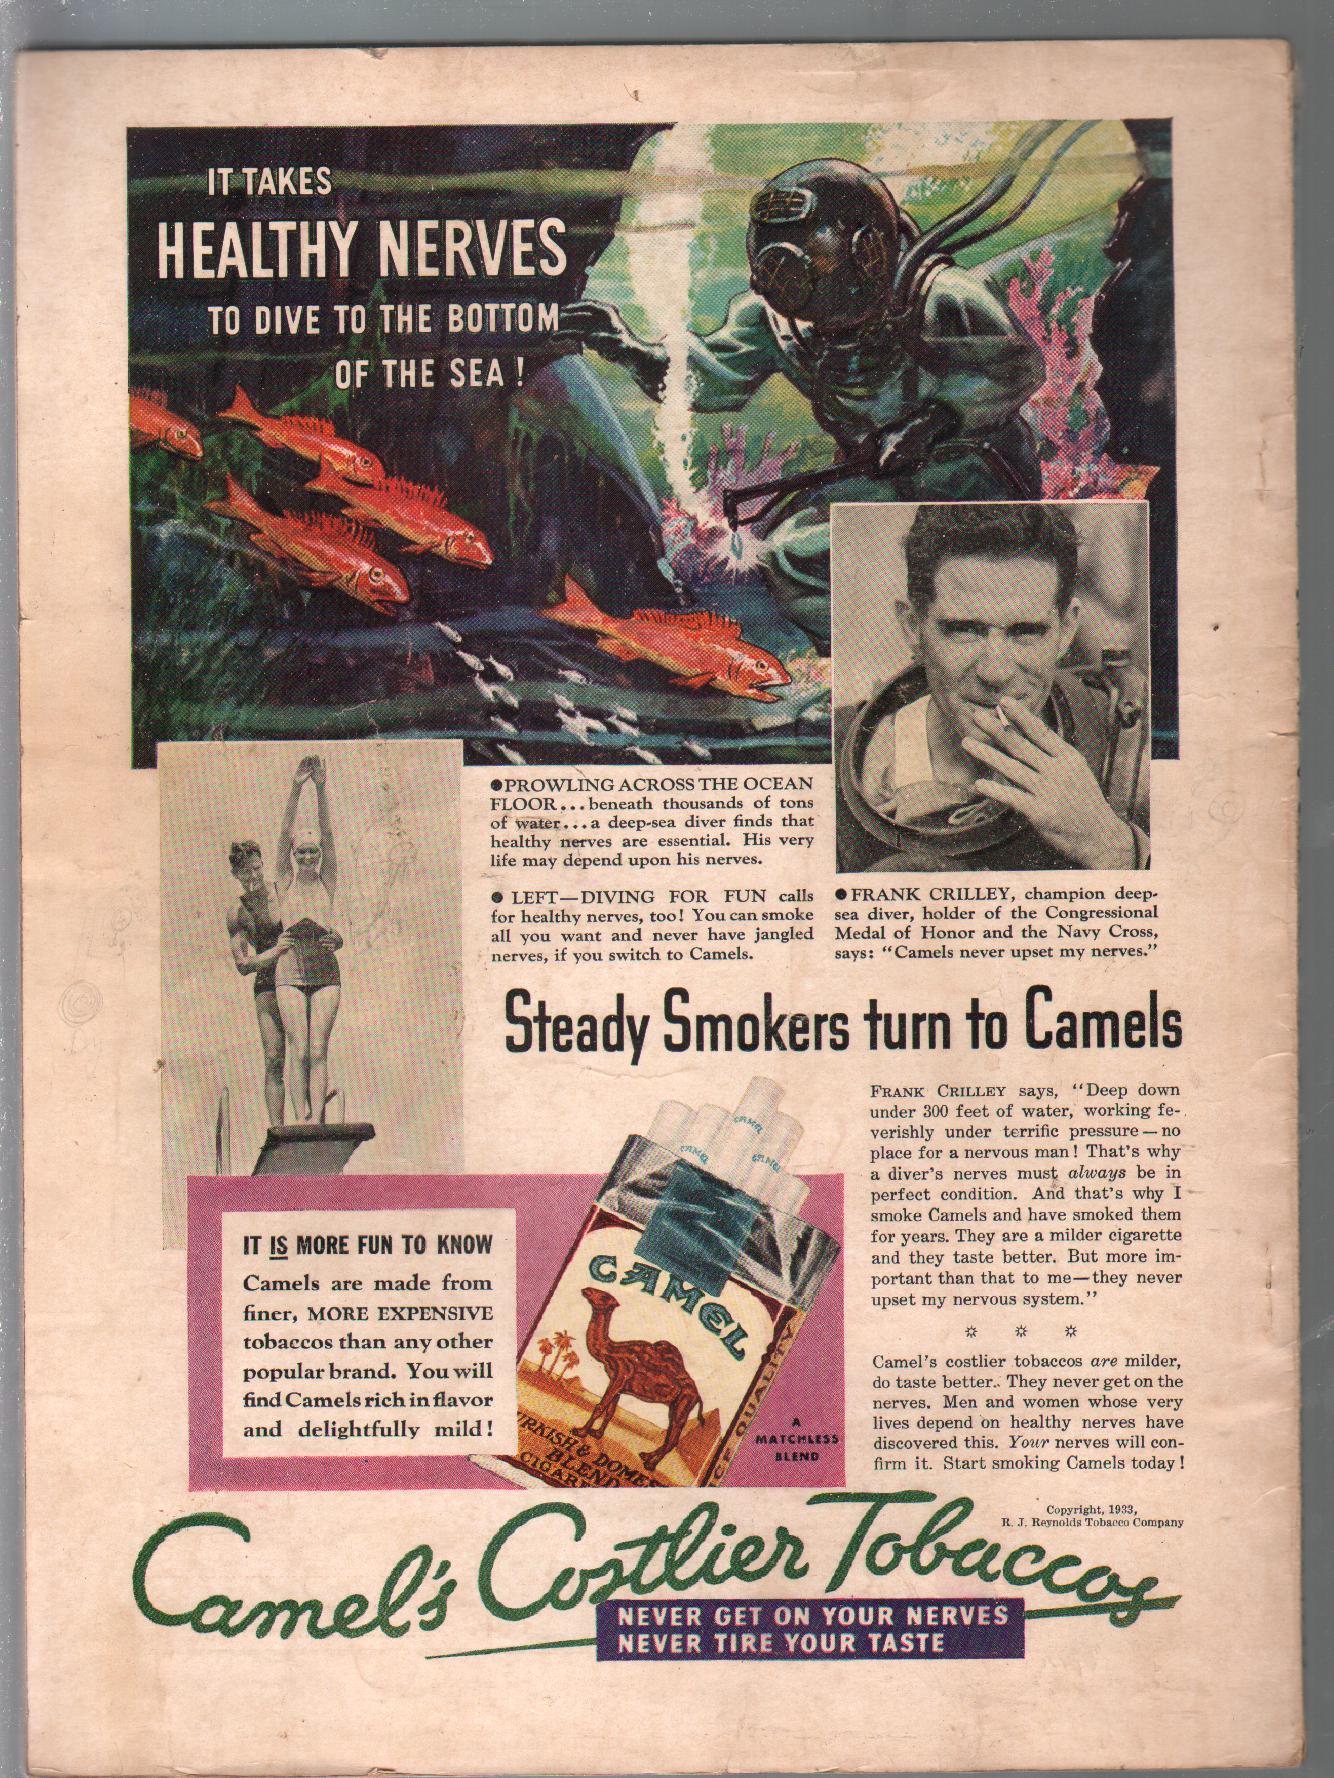 IT TAKES
HEALTHY NERVES
TO DIVE TO THE BOTTOM
OF THE SEA!
●PROWLING ACROSS THE OCEAN
FLOOR...beneath thousands of tons
of water...a deep-sea diver finds that
healthy nerves are essential. His very
life may depend upon his nerves.
● LEFT—DIVING FOR FUN calls
for healthy nerves, too! You can smoke
all you want and never have jangled
nerves, if you switch to Camels.
●FRANK CRILLEY, champion deep-
sea diver, holder of the Congressional
Medal of Honor and the Navy Cross,
says: “Camels never upset my nerves.”
Steady Smokers turn to Camels
FRANK CRILLEY says, “Deep down
under 300 feet of water, working fe-
verishly under terrific pressure—no
place for a nervous man! That's why
a diver's nerves must always be in
perfect condition. And that's why I
smoke Camels and have smoked them
for years. They are a milder cigarette
and they taste better. But more im-
portant than that to me—they never
upset my nervous system.”
☼ ☼ ☼
Camel's costlier tobaccos are milder,
do taste better. They never get on the
nerves. Men and women whose very
lives depend on healthy nerves have
discovered this. Your nerves will con-
firm it. Start smoking Camels today!
IT IS MORE FUN TO KNOW
Camels are made from
finer, MORE EXPENSIVE
tobaccos than any other
popular brand. You will
find Camels rich in flavor
and delightfully mild!
CAMEL
CAMEL
CAMEL
CAMEL
URKISH & DOMES
BLEND
CIGARE
OF QUALITY
A
MATCHLESS
BLEND
Copyright, 1933,
R. J. Reynolds Tobacco Company
Camel's Costlier Tobaccos
NEVER GET ON YOUR NERVES
NEVER TIRE YOUR TASTE